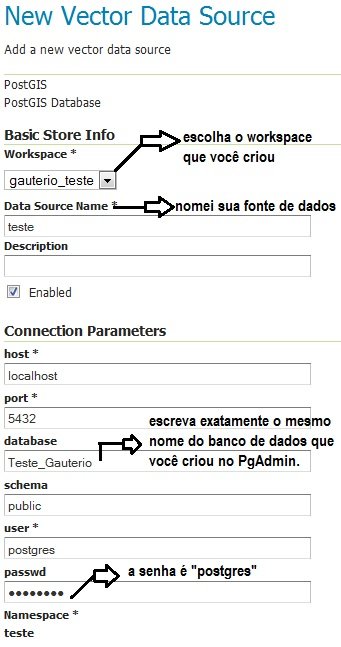 New Vector Data Source
Add a new vector data source
PostGIS
PostGIS Database
Basic Store Info
Workspace *
escolha o workspace
que você criou
gauterio_teste
Data Source Name *
nomei sua fonte de dados
teste
Description
Enabled
Connection Parameters
host *
localhost
port *
5432
database
escreva exatamente o mesmo
nome do banco de dados que
você criou no PgAdmin.
Teste_Gauterio
schema
public
user *
postgres
passwd
a senha é "postgres"
••••••••
Namespace *
teste